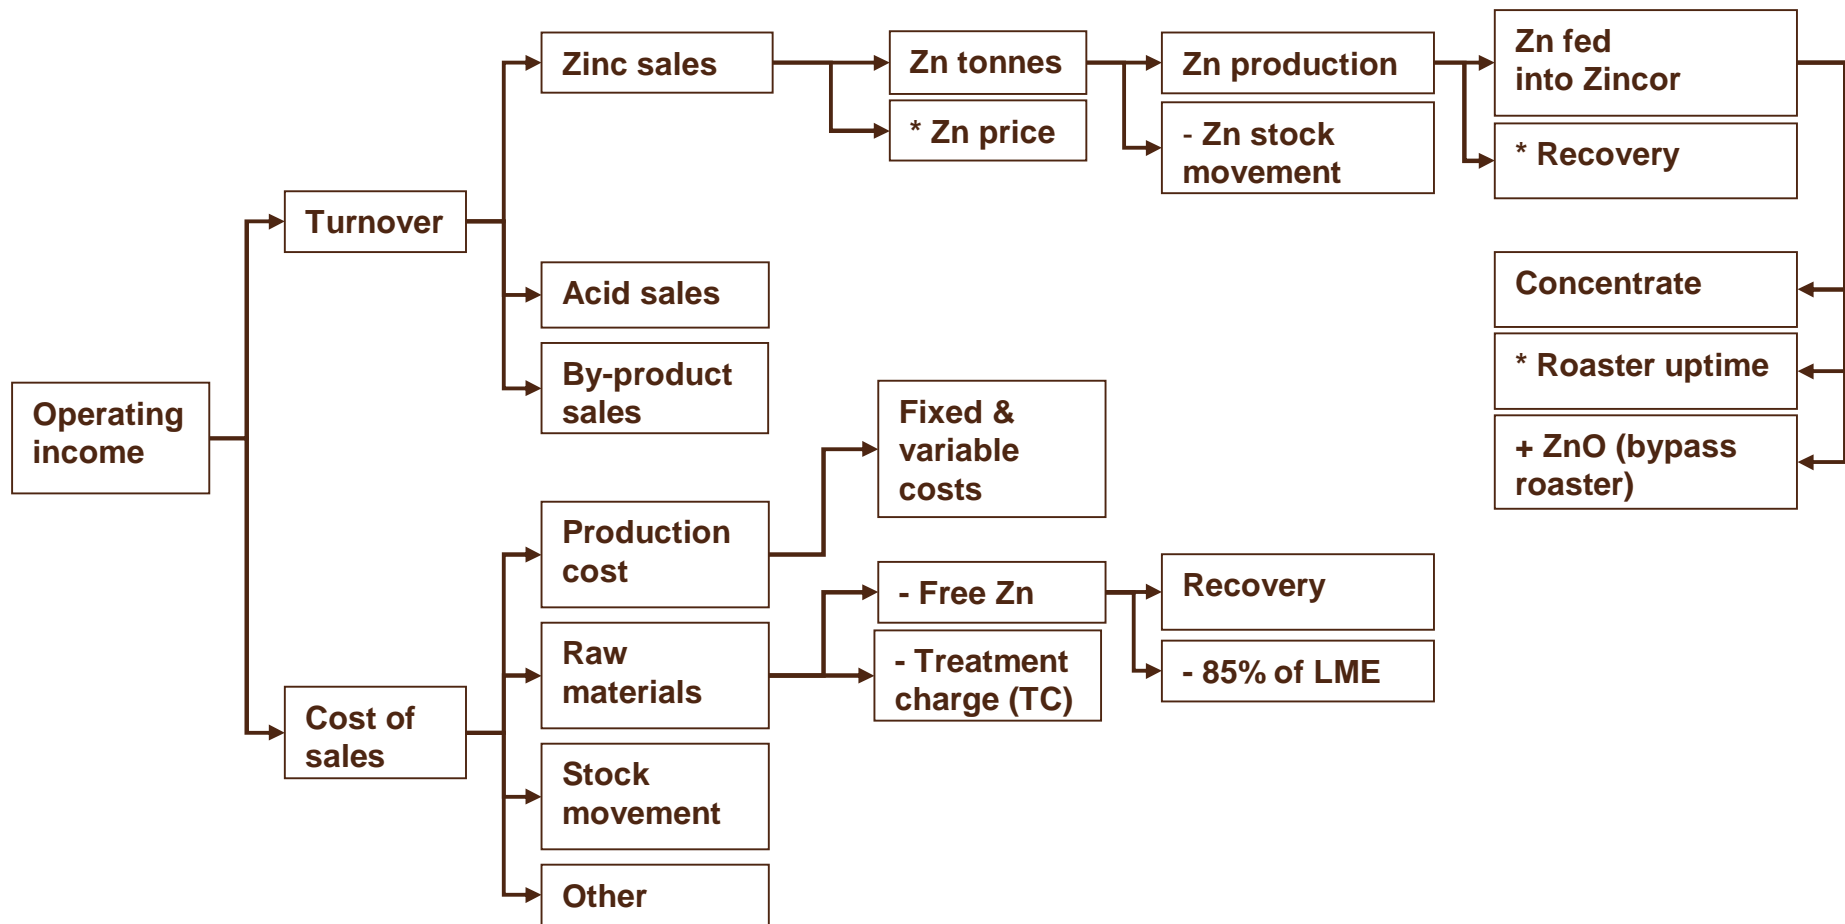 Operating
income
Turnover
Cost of
sales
Zinc sales
Acid sales
By-product
sales
Production
cost
Raw
materials
Stock
movement
Other
Zn tonnes
* Zn price
Fixed &
variable
costs
- Free Zn
- Treatment
charge (TC)
Zn production
- Zn stock
movement
Recovery
- 85% of LME
Zn fed
into Zincor
* Recovery
Concentrate
* Roaster uptime
+ ZnO (bypass
roaster)